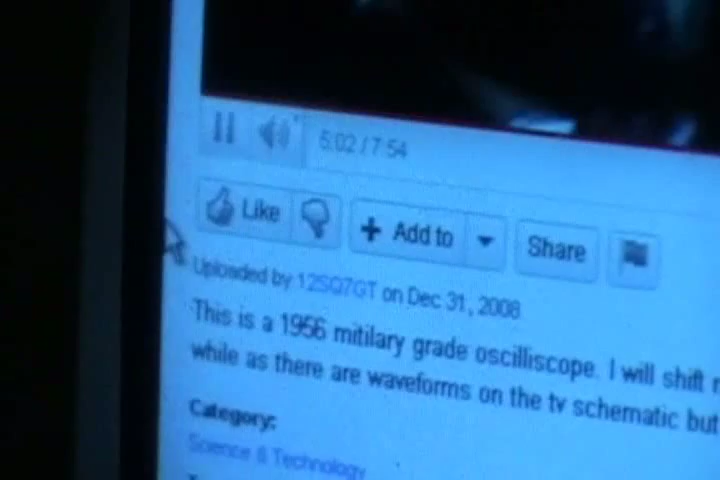 5:02 / 7:54
Like
Add to
Share
Uploaded by 12SQ7GT on Dec 31, 2008
This is a 1956 mitilary grade oscilliscope. I will shift
while as there are waveforms on the tv schematic but
Category:
Science & Technology